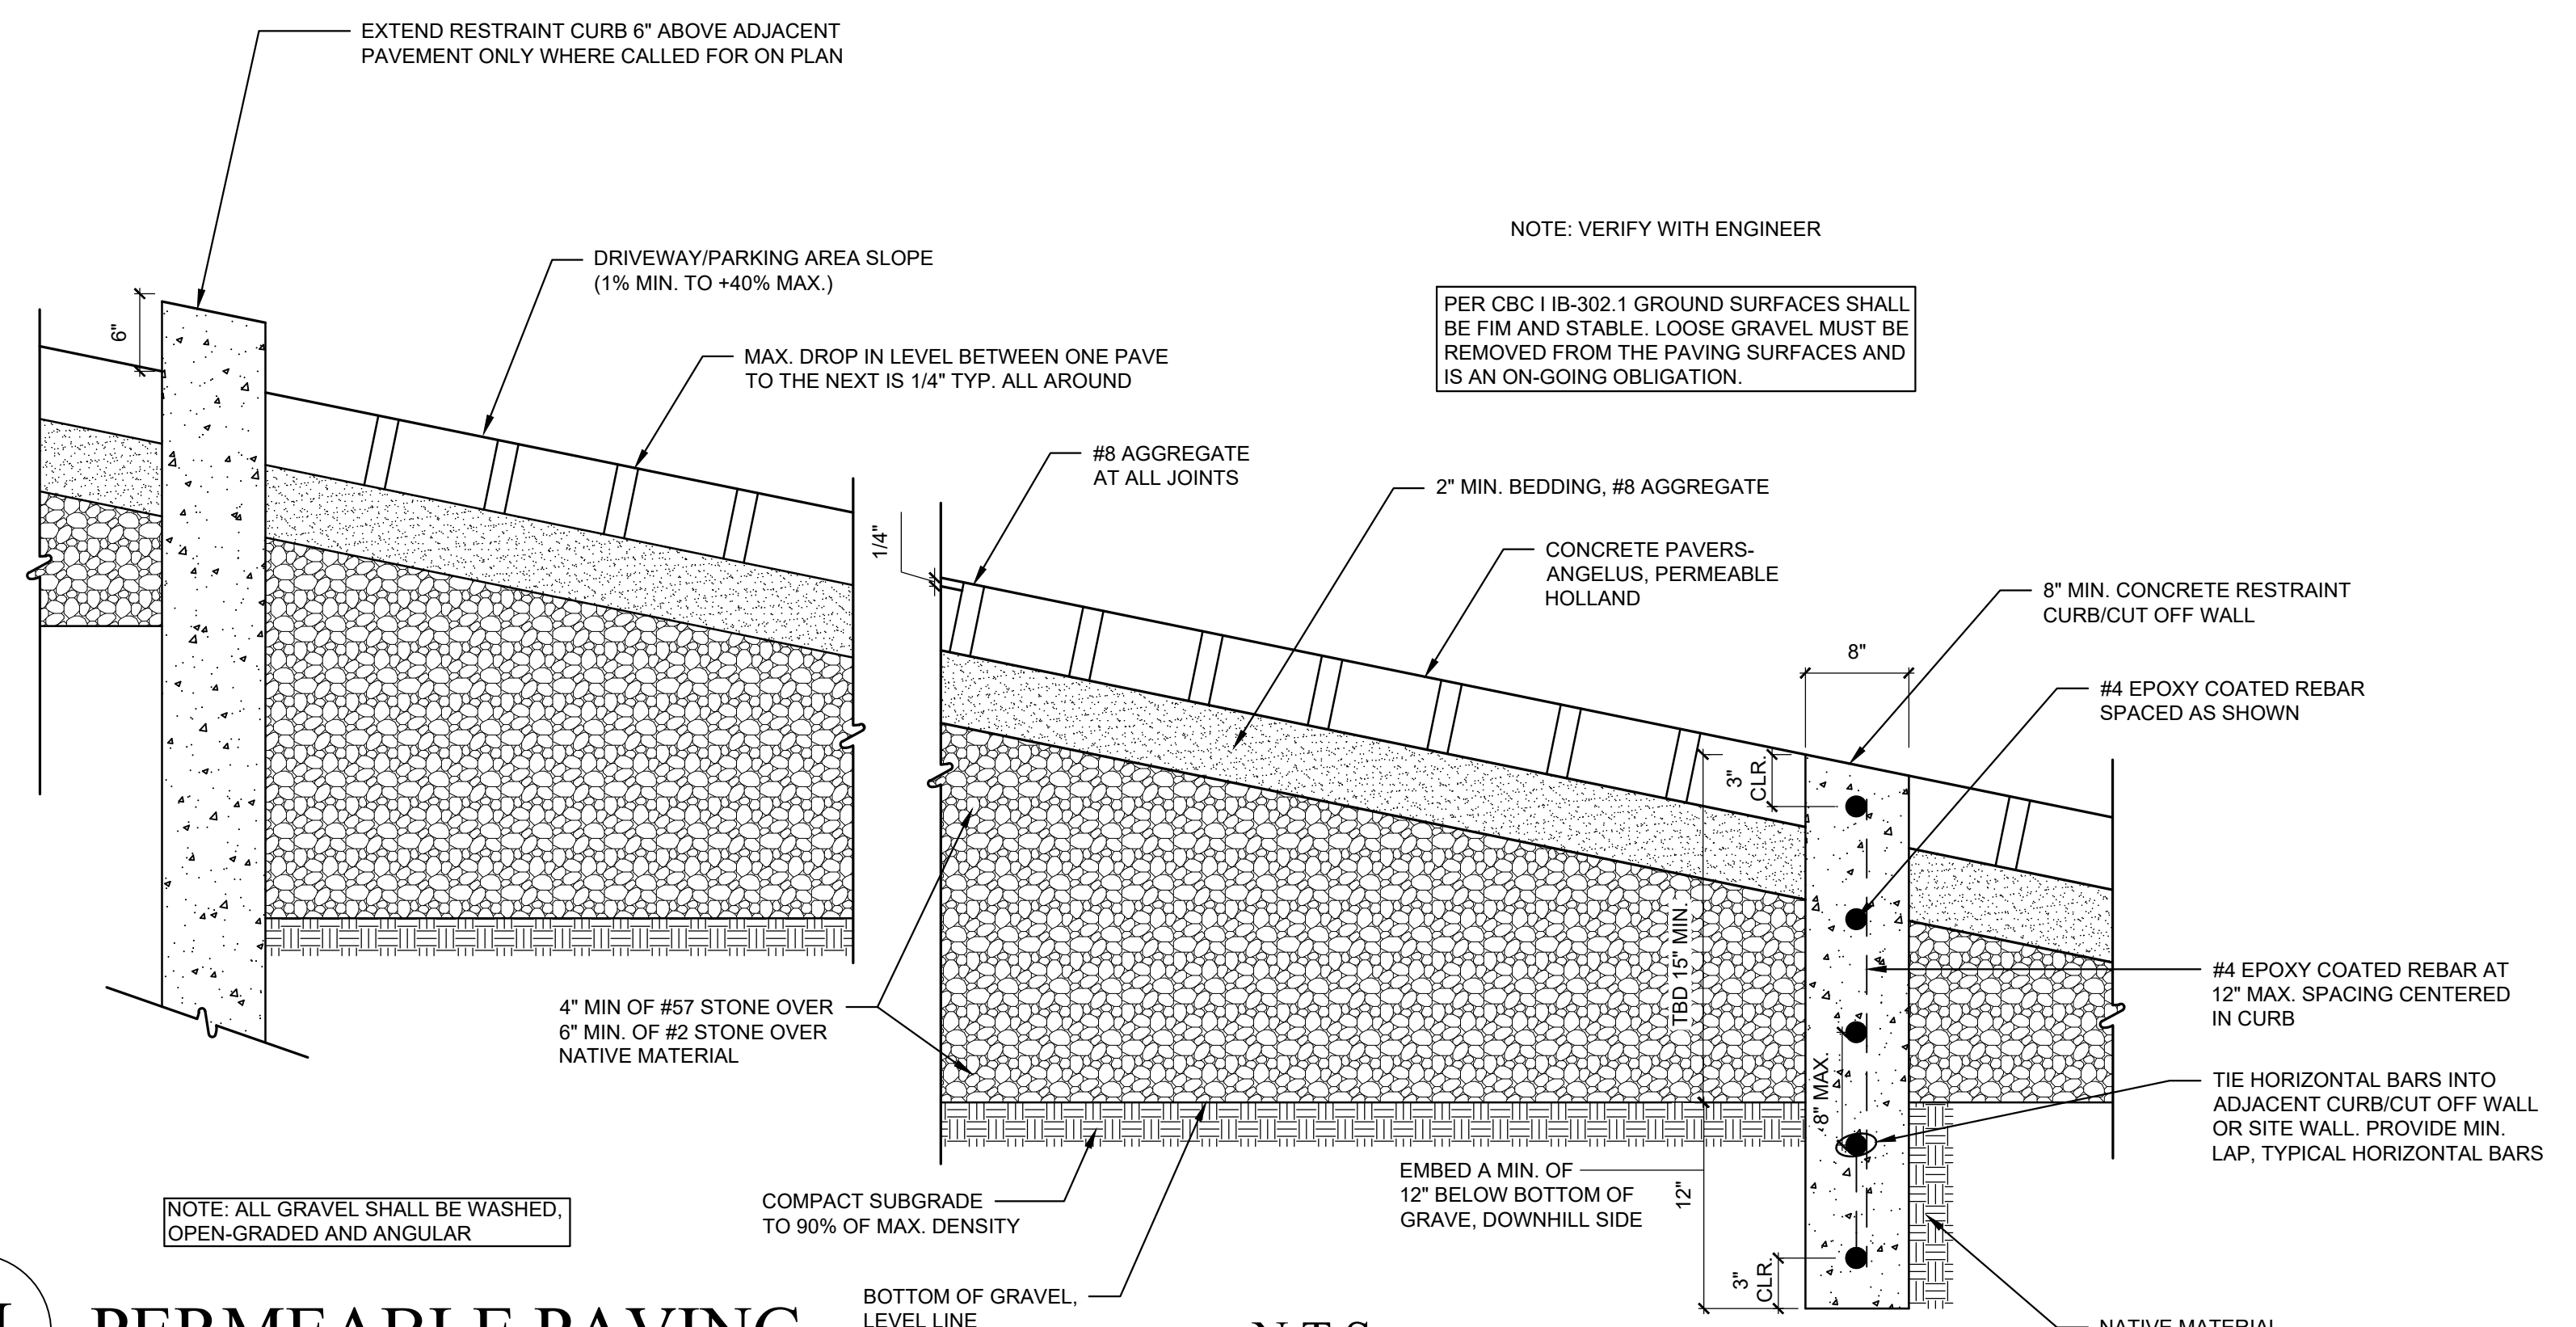 EXTEND RESTRAINT CURB 6" ABOVE ADJACENT
PAVEMENT ONLY WHERE CALLED FOR ON PLAN
NOTE: VERIFY WITH ENGINEER
DRIVEWAY/PARKING AREA SLOPE
(1% MIN. TO +40% MAX.)
PER CBC I IB-302.1 GROUND SURFACES SHALL
BE FIM AND STABLE. LOOSE GRAVEL MUST BE
REMOVED FROM THE PAVING SURFACES AND
IS AN ON-GOING OBLIGATION.
6"
MAX. DROP IN LEVEL BETWEEN ONE PAVE
TO THE NEXT IS 1/4" TYP. ALL AROUND
#8 AGGREGATE
AT ALL JOINTS
2" MIN. BEDDING, #8 AGGREGATE
1/4"
CONCRETE PAVERS-
ANGELUS, PERMEABLE
HOLLAND
8" MIN. CONCRETE RESTRAINT
CURB/CUT OFF WALL
8"
#4 EPOXY COATED REBAR
SPACED AS SHOWN
3"
CLR.
TBD 15" MIN.
#4 EPOXY COATED REBAR AT
12" MAX. SPACING CENTERED
IN CURB
4" MIN OF #57 STONE OVER
6" MIN. OF #2 STONE OVER
NATIVE MATERIAL
8" MAX.
TIE HORIZONTAL BARS INTO
ADJACENT CURB/CUT OFF WALL
OR SITE WALL. PROVIDE MIN.
LAP, TYPICAL HORIZONTAL BARS
EMBED A MIN. OF
12" BELOW BOTTOM OF
GRAVE, DOWNHILL SIDE
12"
COMPACT SUBGRADE
TO 90% OF MAX. DENSITY
NOTE: ALL GRAVEL SHALL BE WASHED,
OPEN-GRADED AND ANGULAR
3"
CLR.
BOTTOM OF GRAVEL,
LEVEL LINE
PERMEABLE PAVING
N.T.S.
NATIVE MATERIAL